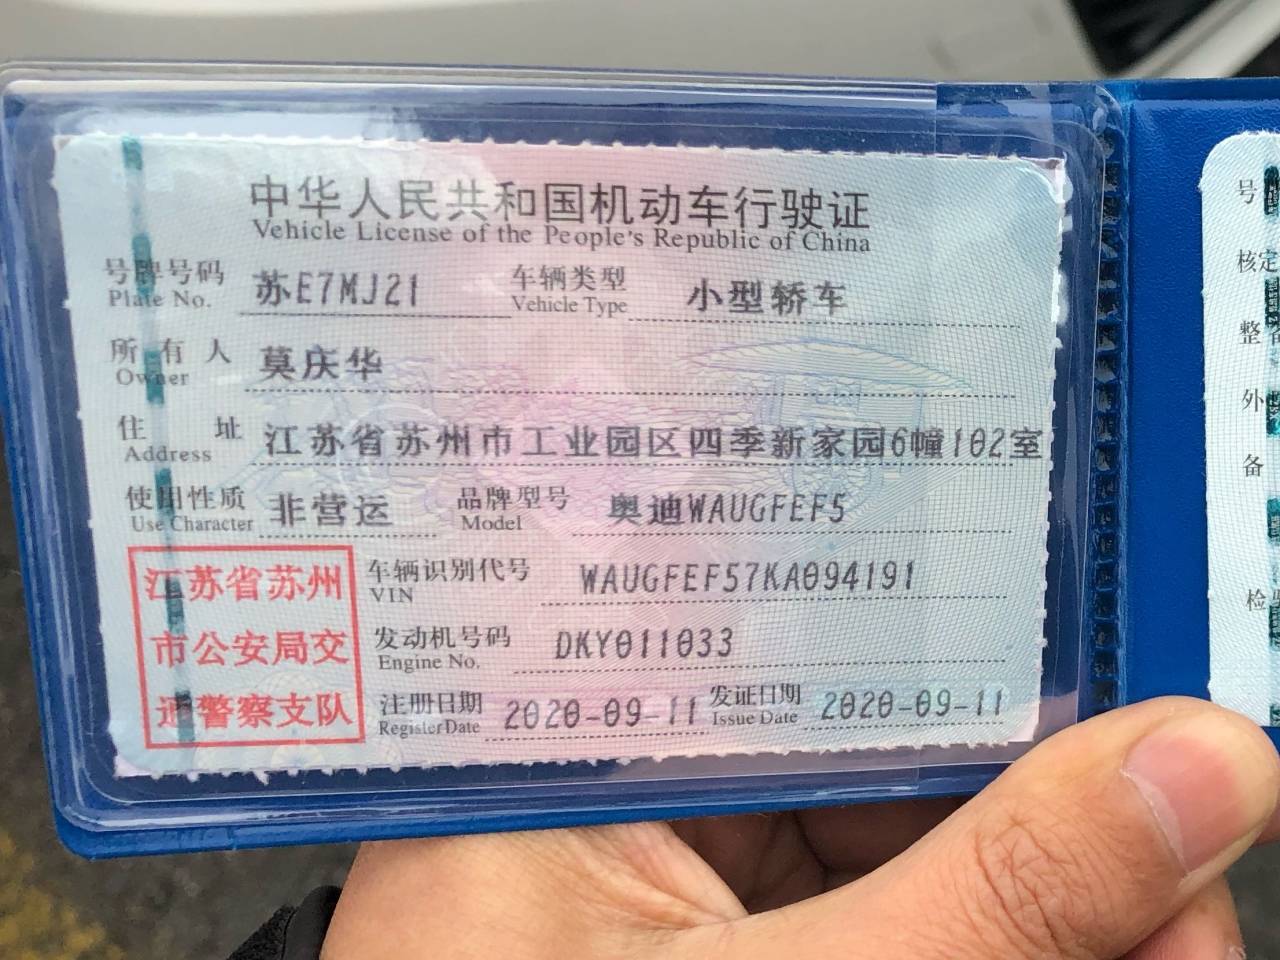 中华人民共和国机动车行驶证
Vehicle License of the People's Republic of China
号牌号码 苏E7MJ21 车辆类型 小型轿车
Plate No. Vehicle Type
所有人 莫庆华
Owner
住址 江苏省苏州市工业园区四季新家园6幢102室
Address
使用性质 非营运 品牌型号 奥迪WAUGFEF5
Use Character Model
江苏省苏州
市公安局交
通警察支队
车辆识别代号 WAUGFEF57KA094191
VIN
发动机号码 DKY011033
Engine No.
注册日期 2020-09-11 发证日期 2020-09-11
Register Date Issue Date
号
核定
整
外
备
检